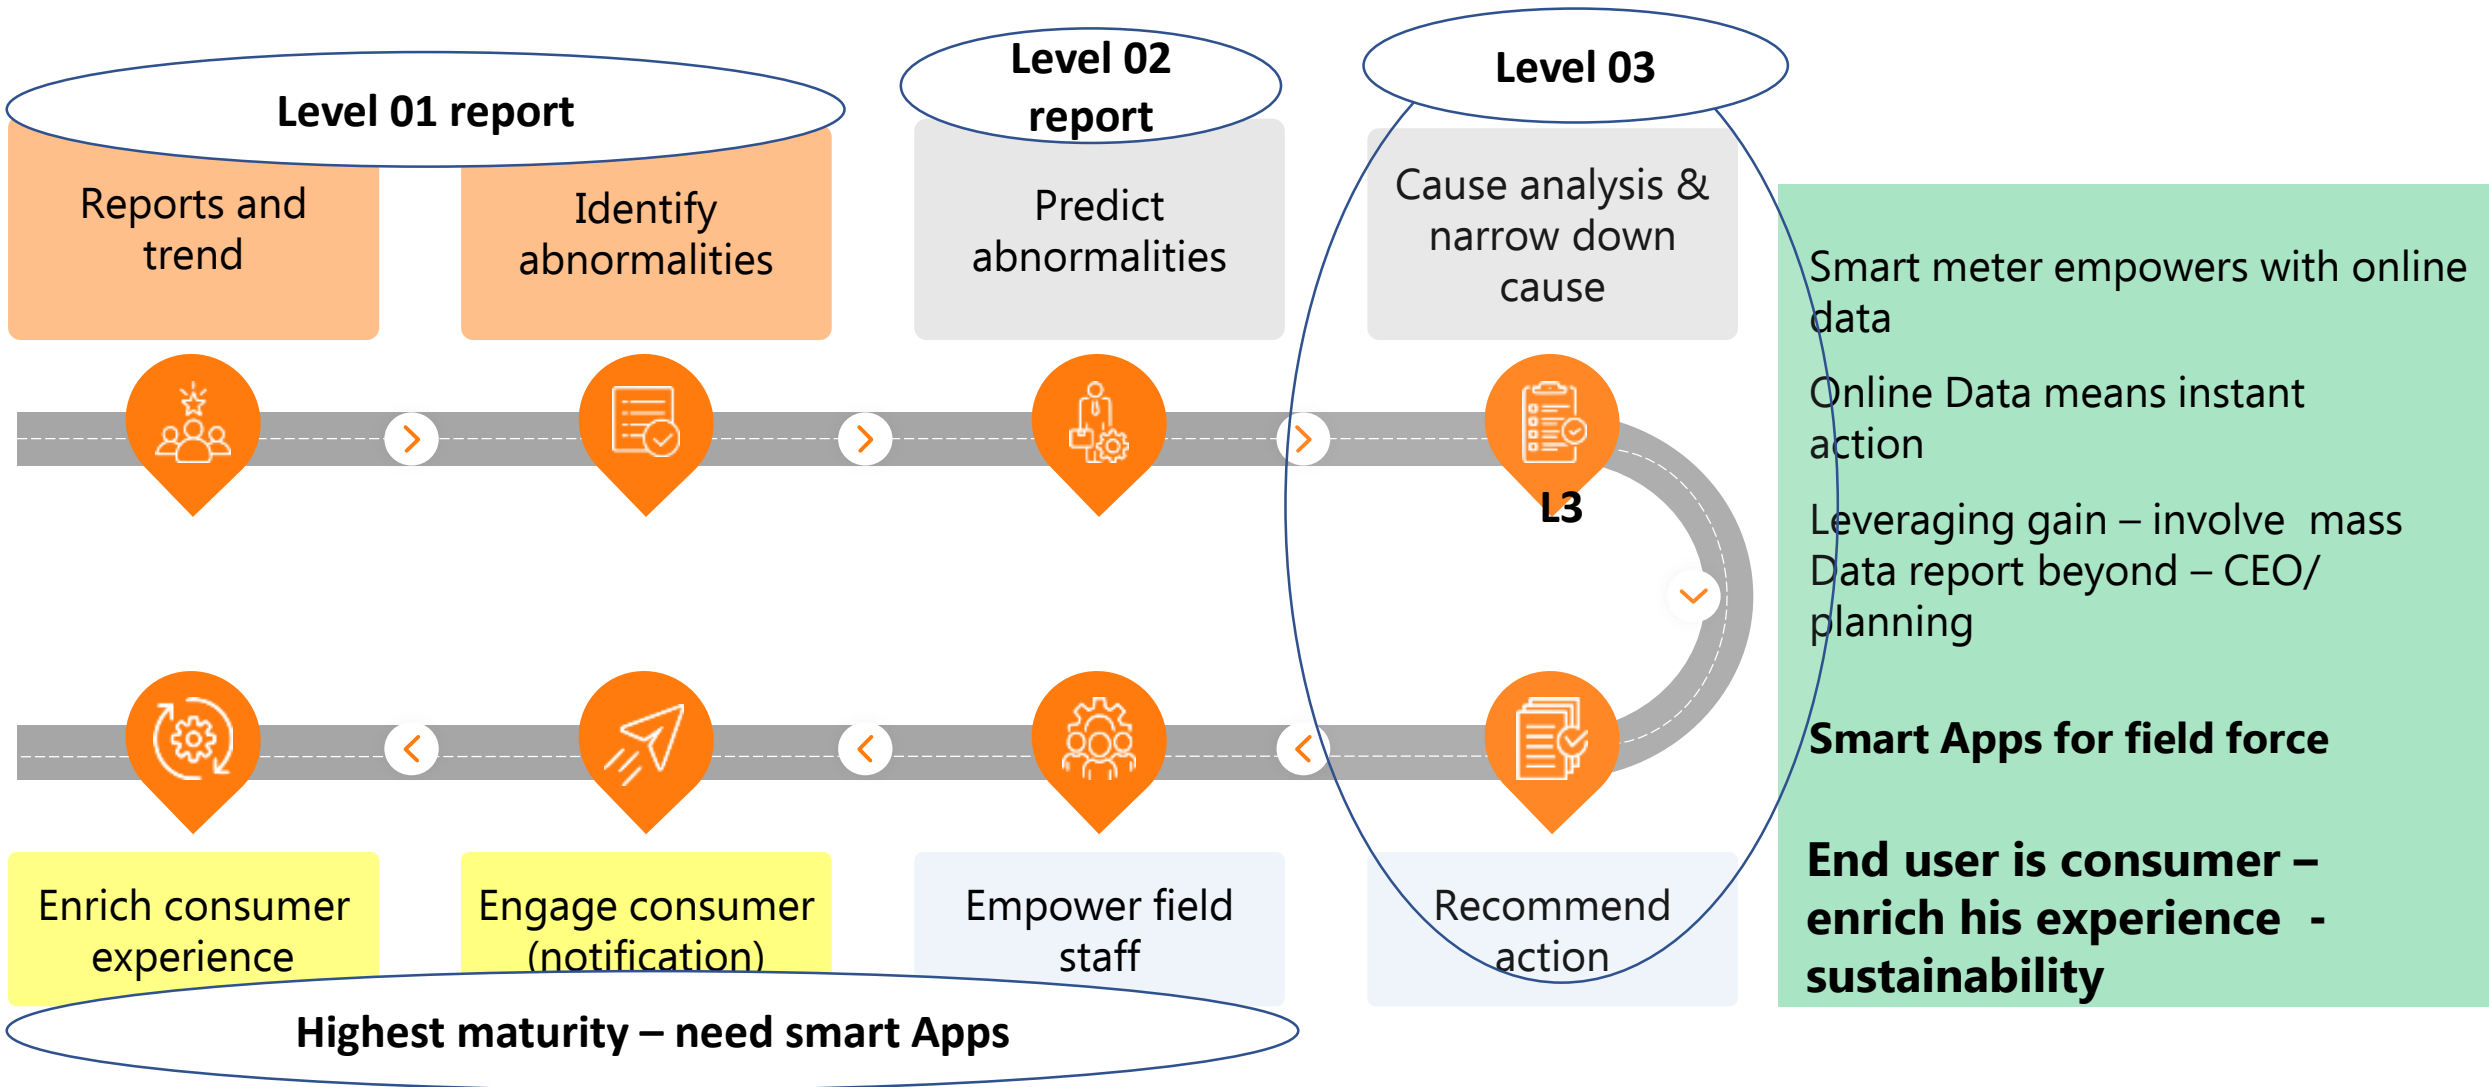 Level 01 report
Level 02
report
Level 03
Reports and
trend
Identify
abnormalities
Predict
abnormalities
Cause analysis &
narrow down
cause
L3
Enrich consumer
experience
Engage consumer
(notification)
Empower field
staff
Recommend
action
Highest maturity – need smart Apps
Smart meter empowers with online
data
Online Data means instant
action
Leveraging gain – involve  mass
Data report beyond – CEO/
planning
Smart Apps for field force
End user is consumer –
enrich his experience  -
sustainability